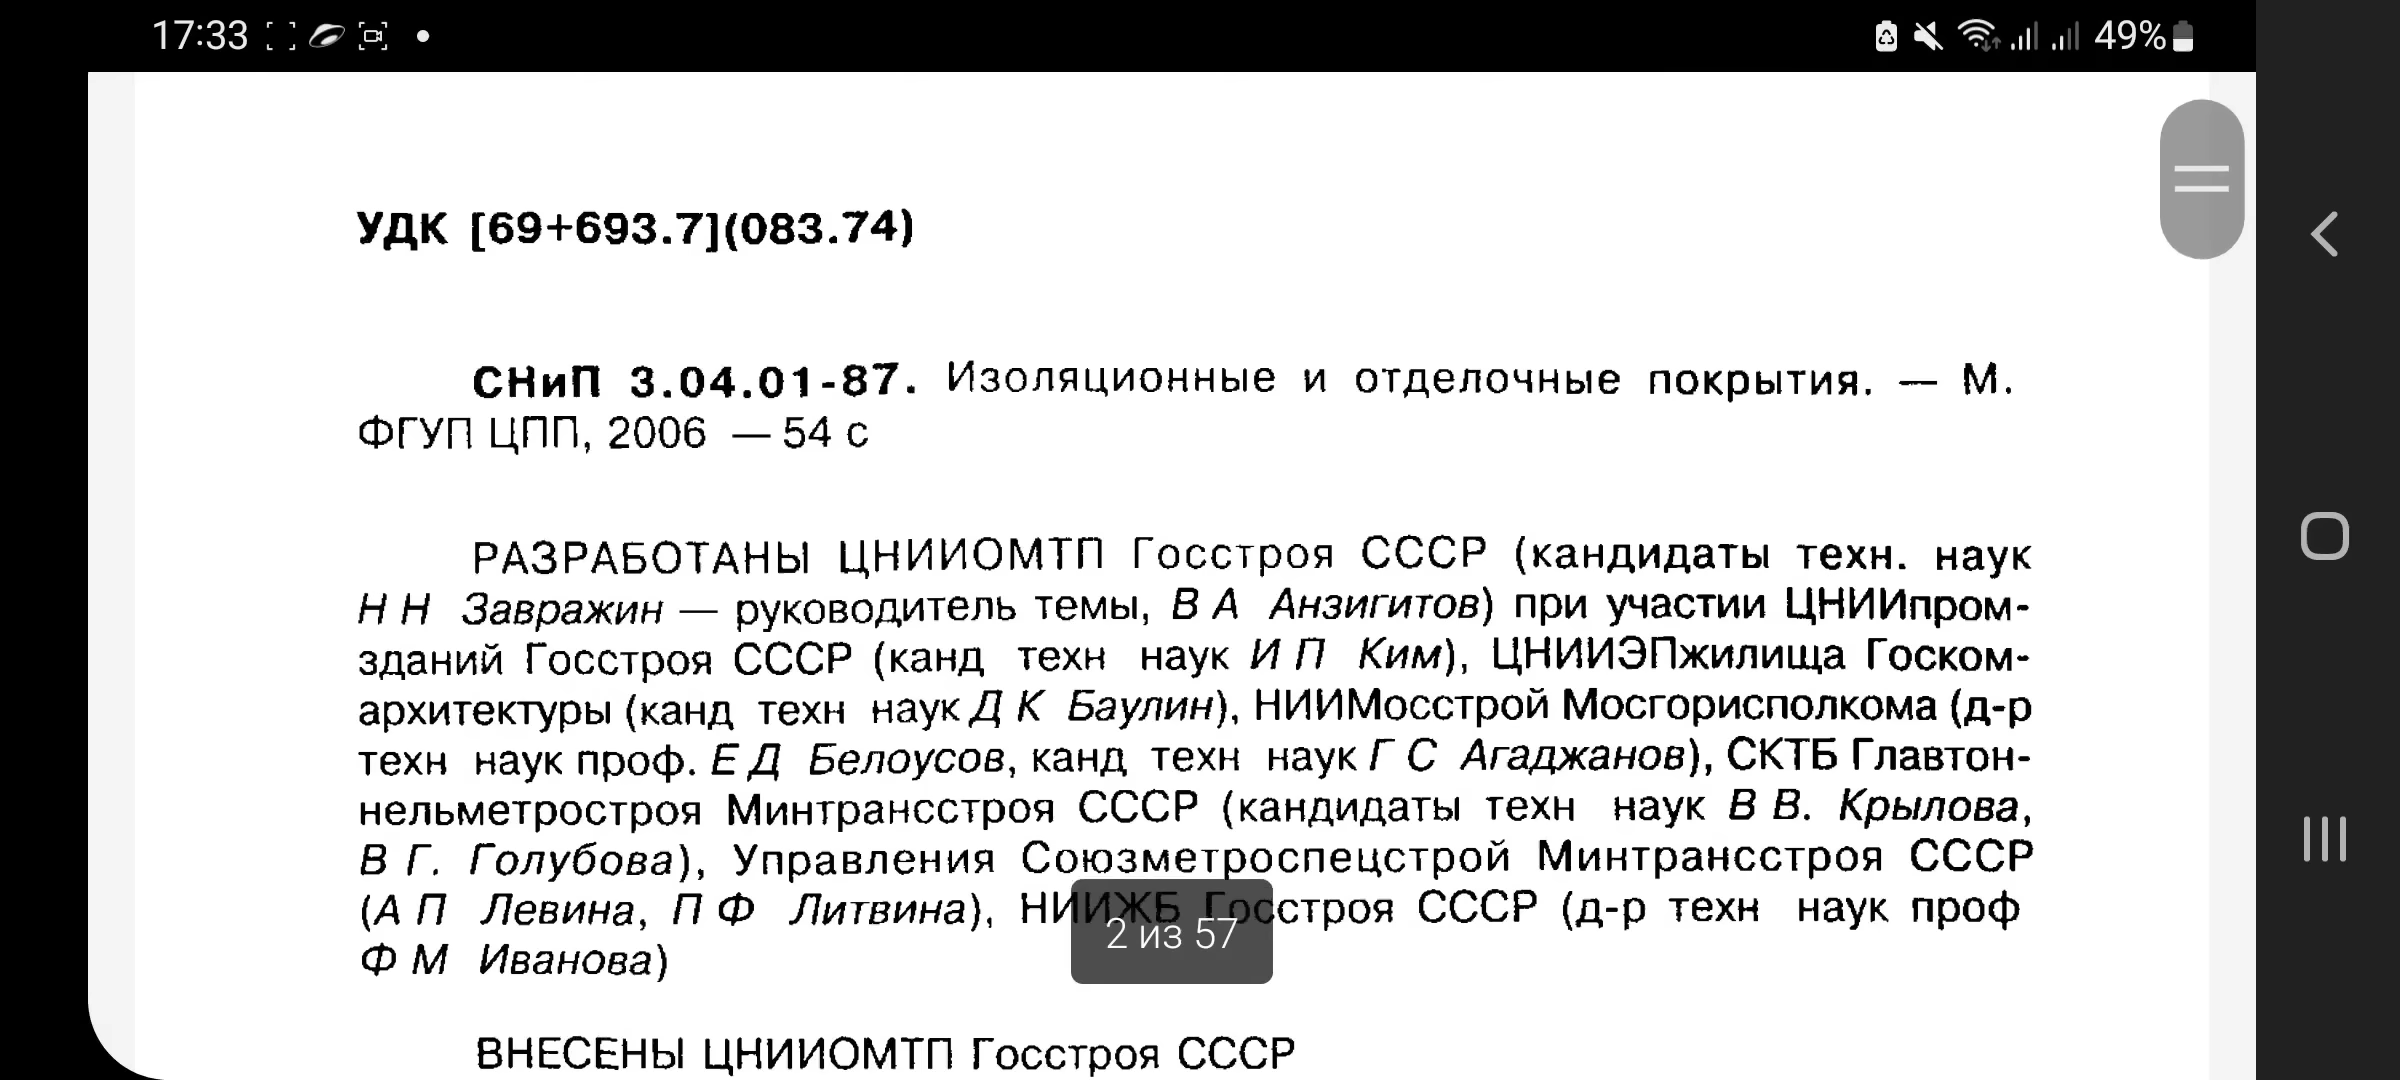 17:33
49%
УДК [69+693.7](083.74)
СНиП 3.04.01-87. Изоляционные и отделочные покрытия. — М.
ФГУП ЦПП, 2006 — 54 с
РАЗРАБОТАНЫ ЦНИИОМТП Госстроя СССР (кандидаты техн. наук
Н Н Завражин — руководитель темы, В А Анзигитов) при участии ЦНИИпром-
зданий Госстроя СССР (канд техн наук И П Ким), ЦНИИЭПжилища Госком-
архитектуры (канд техн наук Д К Баулин), НИИМосстрой Мосгорисполкома (д-р
техн наук проф. Е Д Белоусов, канд техн наук Г С Агаджанов), СКТБ Главтон-
нельметростроя Минтрансстроя СССР (кандидаты техн наук В В. Крылова,
В Г. Голубова), Управления Союзметроспецстрой Минтрансстроя СССР
(А П Левина, П Ф Литвина), НИИЖБ Госстроя СССР (д-р техн наук проф
2 из 57
Ф М Иванова)
ВНЕСЕНЫ ЦНИИОМТП Госстроя СССР